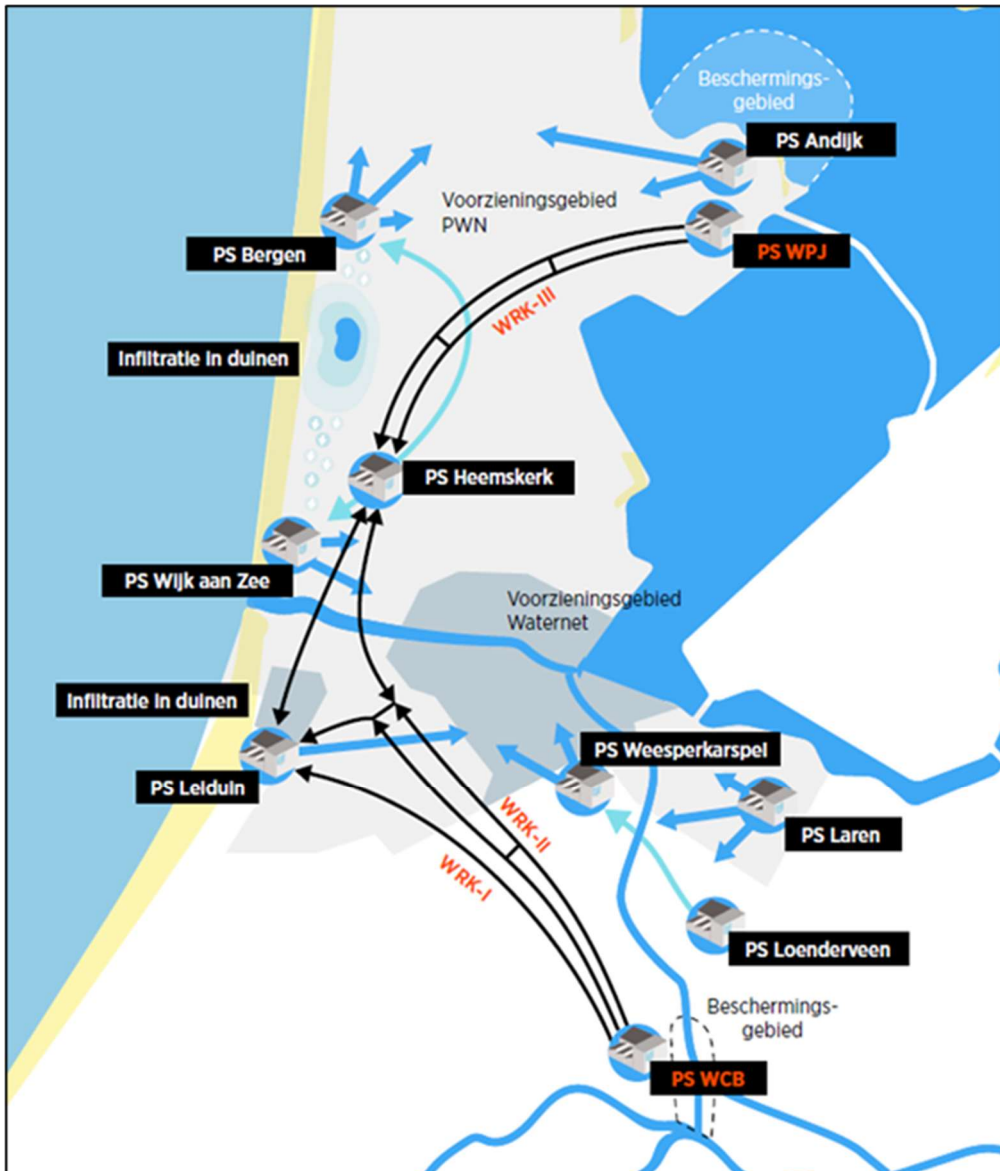 Beschermings-
gebied
PS Andijk
Voorzieningsgebied
PWN
PS Bergen
PS WPJ
WRK-III
Infiltratie in duinen
PS Heemskerk
PS Wijk aan Zee
Voorzieningsgebied
Waternet
Infiltratie in duinen
PS Weesperkarspel
PS Leiduin
WRK-II
PS Laren
WRK-I
PS Loenderveen
Beschermings-
gebied
PS WCB